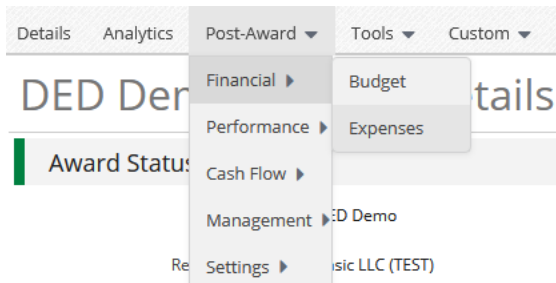 Details Analytics Post-Award Tools Custom
Financial Budget
DED Der tails
Performance Expenses
Award Status
Cash Flow
Management ED Demo
Re Settings sic LLC (TEST)